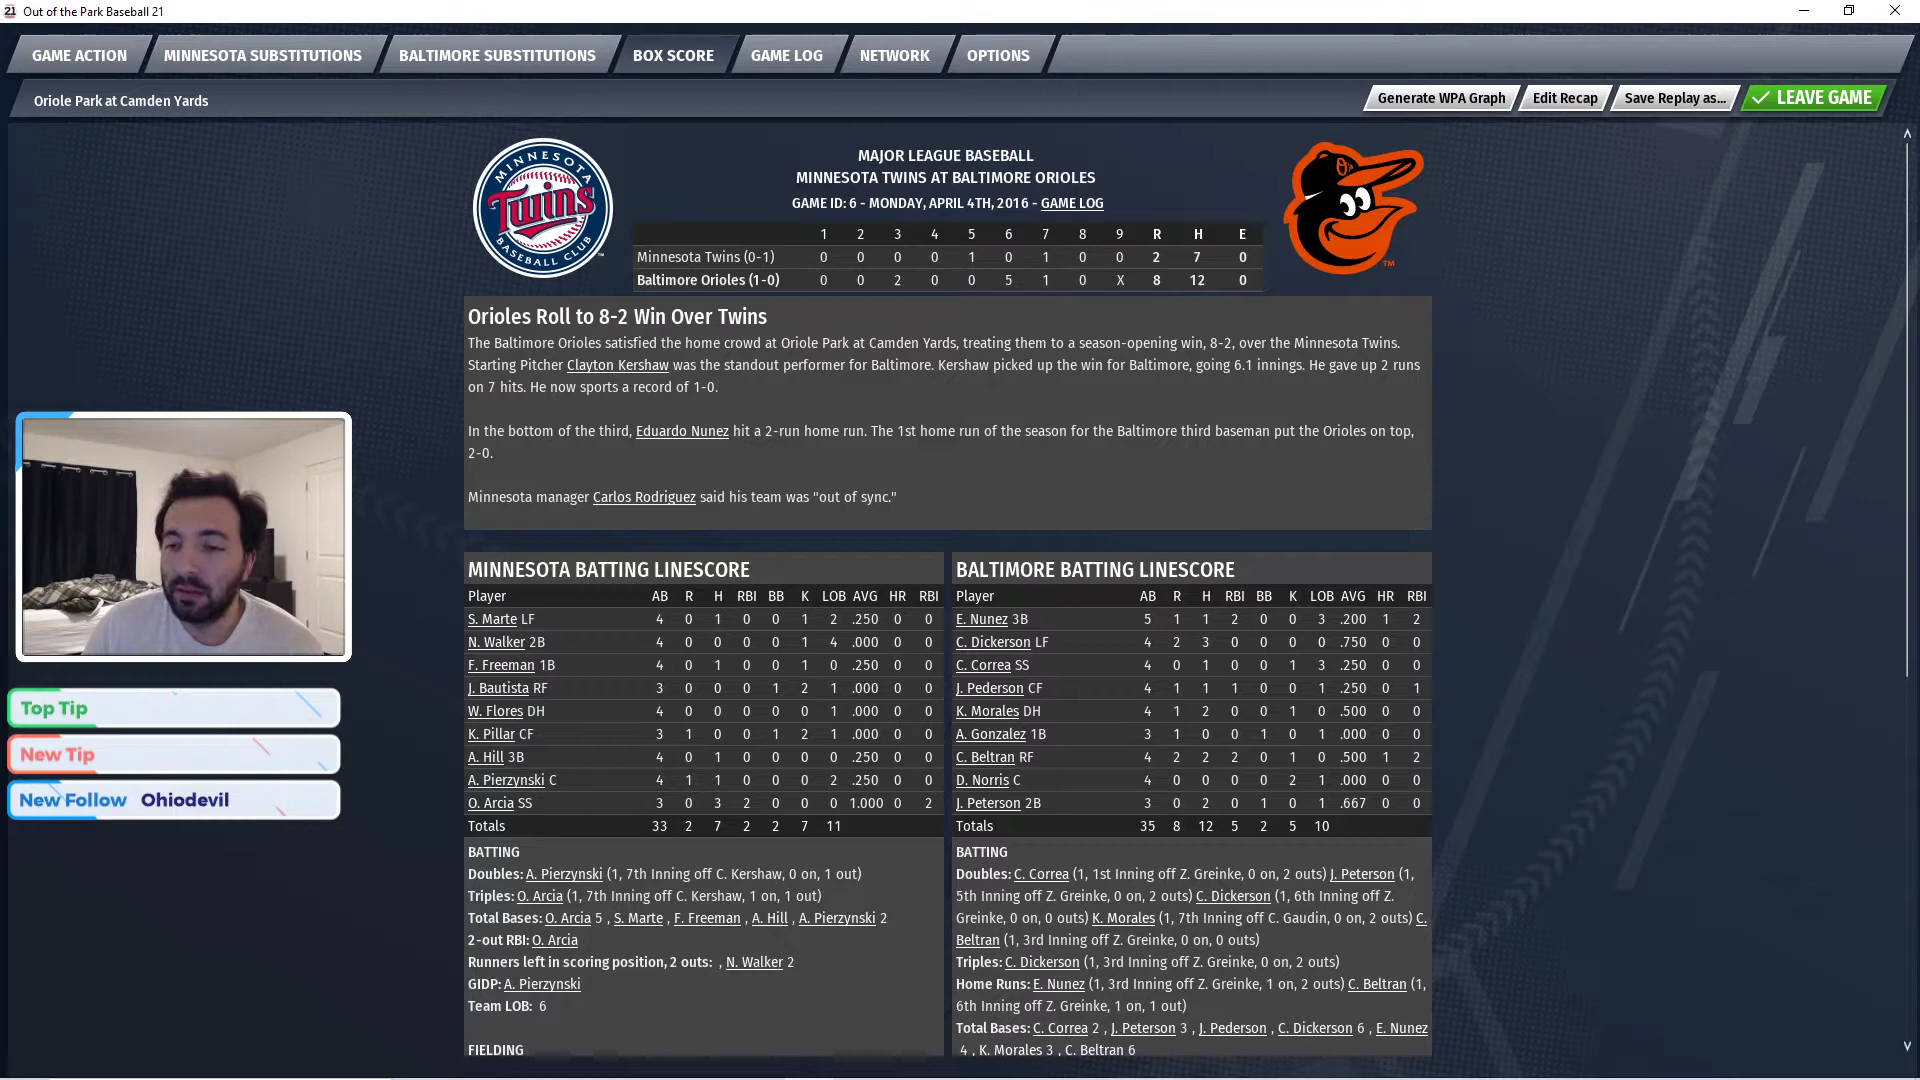 21 Out of the Park Baseball 21
GAME ACTION MINNESOTA SUBSTITUTIONS BALTIMORE SUBSTITUTIONS BOX SCORE GAME LOG NETWORK OPTIONS
Oriole Park at Camden Yards Generate WPA Graph Edit Recap Save Replay as... LEAVE GAME
MINNESOTA Twins BASEBALL CLUB ™
MAJOR LEAGUE BASEBALL
MINNESOTA TWINS AT BALTIMORE ORIOLES
GAME ID: 6 - MONDAY, APRIL 4TH, 2016 - GAME LOG
1 2 3 4 5 6 7 8 9 R H E
Minnesota Twins (0-1) 0 0 0 0 1 0 1 0 0 2 7 0
Baltimore Orioles (1-0) 0 0 2 0 0 5 1 0 X 8 12 0
TM
Orioles Roll to 8-2 Win Over Twins
The Baltimore Orioles satisfied the home crowd at Oriole Park at Camden Yards, treating them to a season-opening win, 8-2, over the Minnesota Twins.
Starting Pitcher Clayton Kershaw was the standout performer for Baltimore. Kershaw picked up the win for Baltimore, going 6.1 innings. He gave up 2 runs
on 7 hits. He now sports a record of 1-0.
In the bottom of the third, Eduardo Nunez hit a 2-run home run. The 1st home run of the season for the Baltimore third baseman put the Orioles on top,
2-0.
Minnesota manager Carlos Rodriguez said his team was "out of sync."
MINNESOTA BATTING LINESCORE
Player AB R H RBI BB K LOB AVG HR RBI
S. Marte LF 4 0 1 0 0 1 2 .250 0 0
N. Walker 2B 4 0 0 0 0 1 4 .000 0 0
F. Freeman 1B 4 0 1 0 0 1 0 .250 0 0
J. Bautista RF 3 0 0 0 1 2 1 .000 0 0
W. Flores DH 4 0 0 0 0 0 1 .000 0 0
K. Pillar CF 3 1 0 0 1 2 1 .000 0 0
A. Hill 3B 4 0 1 0 0 0 0 .250 0 0
A. Pierzynski C 4 1 1 0 0 0 2 .250 0 0
O. Arcia SS 3 0 3 2 0 0 0 1.000 0 2
Totals 33 2 7 2 2 7 11
BATTING
Doubles: A. Pierzynski (1, 7th Inning off C. Kershaw, 0 on, 1 out)
Triples: O. Arcia (1, 7th Inning off C. Kershaw, 1 on, 1 out)
Total Bases: O. Arcia 5 , S. Marte , F. Freeman , A. Hill , A. Pierzynski 2
2-out RBI: O. Arcia
Runners left in scoring position, 2 outs: , N. Walker 2
GIDP: A. Pierzynski
Team LOB: 6
FIELDING
BALTIMORE BATTING LINESCORE
Player AB R H RBI BB K LOB AVG HR RBI
E. Nunez 3B 5 1 1 2 0 0 3 .200 1 2
C. Dickerson LF 4 2 3 0 0 0 0 .750 0 0
C. Correa SS 4 0 1 0 0 1 3 .250 0 0
J. Pederson CF 4 1 1 1 0 0 1 .250 0 1
K. Morales DH 4 1 2 0 0 1 0 .500 0 0
A. Gonzalez 1B 3 1 0 0 1 0 1 .000 0 0
C. Beltran RF 4 2 2 2 0 1 0 .500 1 2
D. Norris C 4 0 0 0 0 2 1 .000 0 0
J. Peterson 2B 3 0 2 0 1 0 1 .667 0 0
Totals 35 8 12 5 2 5 10
BATTING
Doubles: C. Correa (1, 1st Inning off Z. Greinke, 0 on, 2 outs) J. Peterson (1,
5th Inning off Z. Greinke, 0 on, 2 outs) C. Dickerson (1, 6th Inning off Z.
Greinke, 0 on, 0 outs) K. Morales (1, 7th Inning off C. Gaudin, 0 on, 2 outs) C.
Beltran (1, 3rd Inning off Z. Greinke, 0 on, 0 outs)
Triples: C. Dickerson (1, 3rd Inning off Z. Greinke, 0 on, 2 outs)
Home Runs: E. Nunez (1, 3rd Inning off Z. Greinke, 1 on, 2 outs) C. Beltran (1,
6th Inning off Z. Greinke, 1 on, 1 out)
Total Bases: C. Correa 2 , J. Peterson 3 , J. Pederson , C. Dickerson 6 , E. Nunez
4 , K. Morales 3 , C. Beltran 6
Top Tip
New Tip
New Follow Ohiodevil